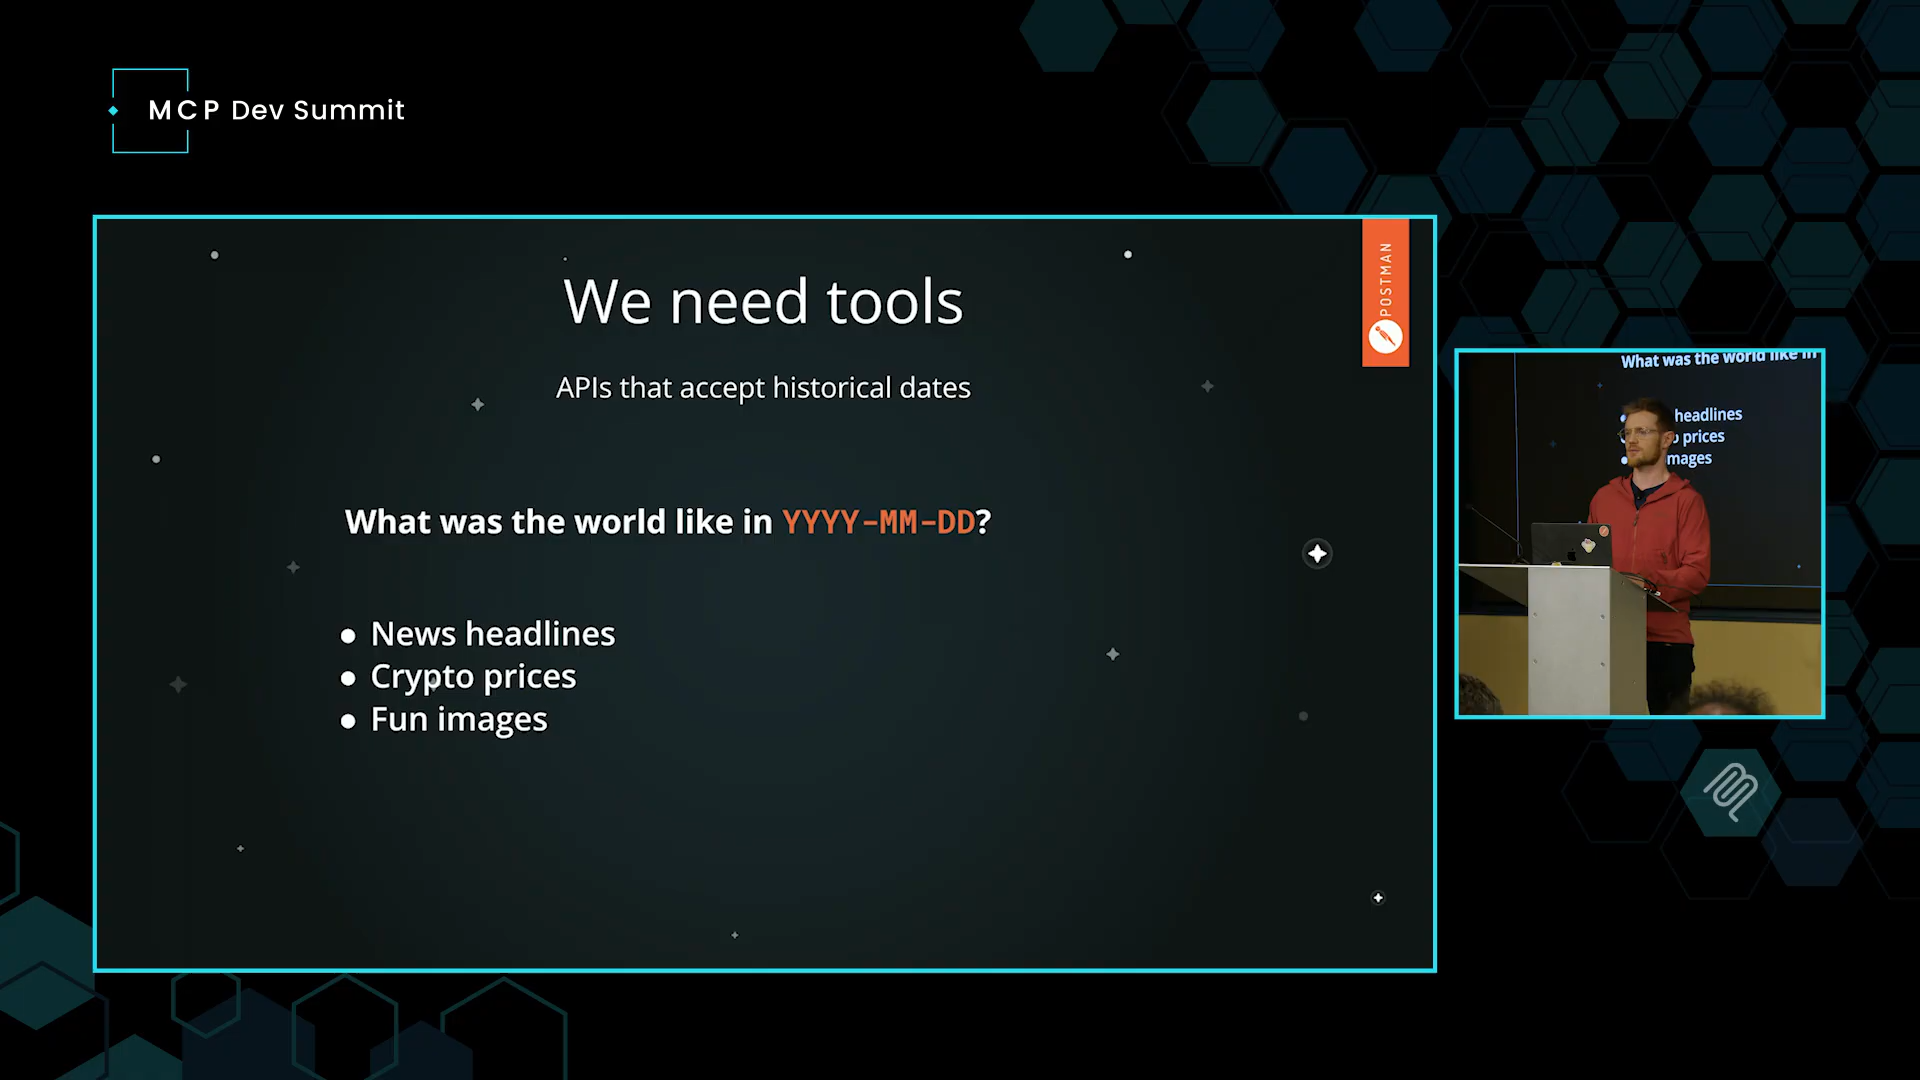 MCP Dev Summit
We need tools
POSTMAN
APIs that accept historical dates
What was the world like in YYYY-MM-DD?
● News headlines
● Crypto prices
● Fun images
What was the world like in
headlines
prices
mages